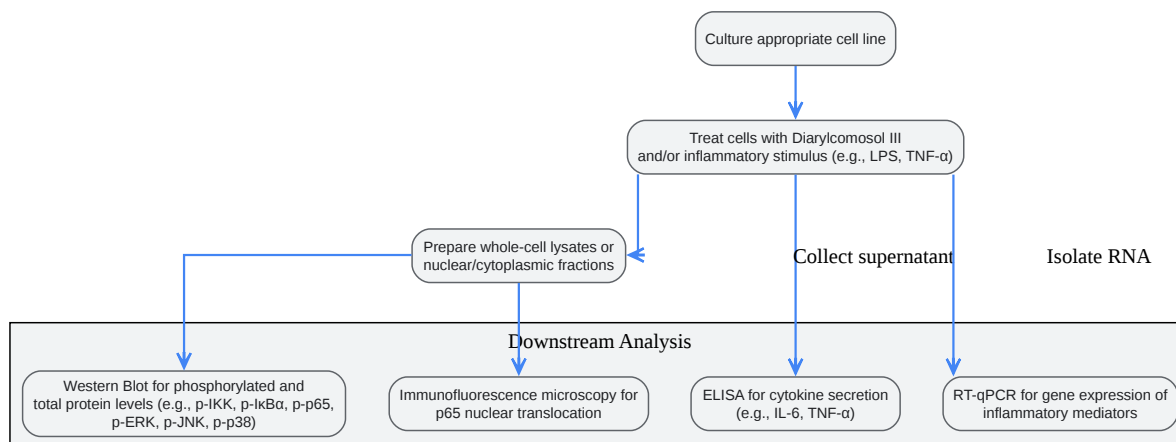 Culture appropriate cell line
Treat cells with Diarylcomosol III
and/or inflammatory stimulus (e.g., LPS, TNF-α)
Prepare whole-cell lysates or
nuclear/cytoplasmic fractions
Collect supernatant
Isolate RNA
Downstream Analysis
Western Blot for phosphorylated and
total protein levels (e.g., p-IKK, p-IκBα, p-p65,
p-ERK, p-JNK, p-p38)
Immunofluorescence microscopy for
p65 nuclear translocation
ELISA for cytokine secretion
(e.g., IL-6, TNF-α)
RT-qPCR for gene expression of
inflammatory mediators